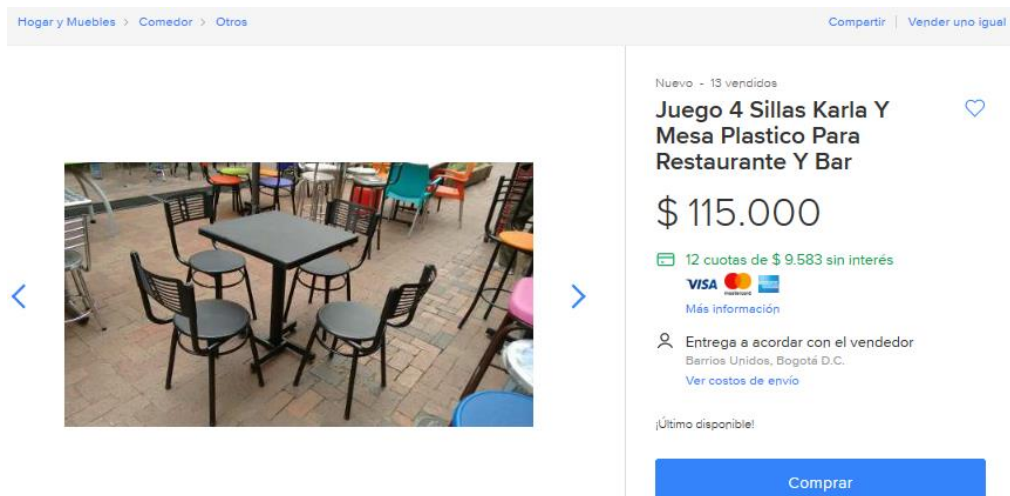 Hogar y Muebles > Comedor > Otros
Compartir | Vender uno igual
Nuevo - 13 vendidos
Juego 4 Sillas Karla Y
Mesa Plastico Para
Restaurante Y Bar
$ 115.000
12 cuotas de $ 9.583 sin interés
VISA mastercard
Más información
Entrega a acordar con el vendedor
Barrios Unidos, Bogotá D.C.
Ver costos de envío
¡Último disponible!
Comprar